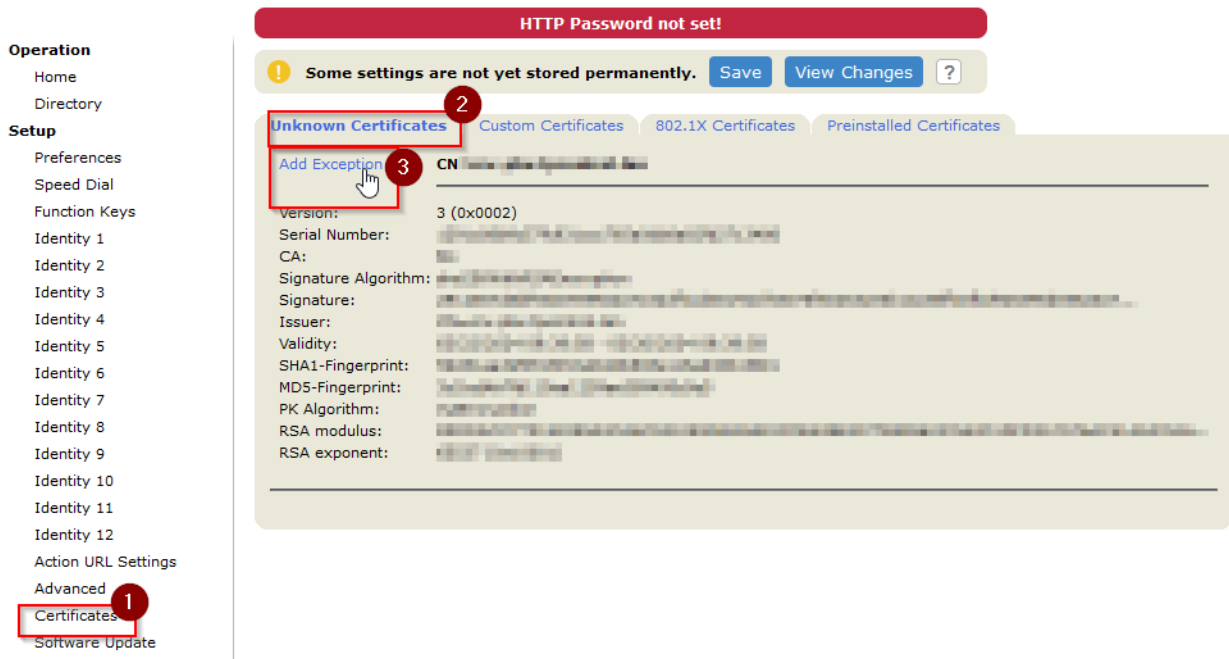 HTTP Password not set!
Some settings are not yet stored permanently. Save View Changes ?
Operation
Home
Directory
Setup
Preferences
Speed Dial
Function Keys
Identity 1
Identity 2
Identity 3
Identity 4
Identity 5
Identity 6
Identity 7
Identity 8
Identity 9
Identity 10
Identity 11
Identity 12
Action URL Settings
Advanced
1
Certificates
Software Update
2
Unknown Certificates Custom Certificates 802.1X Certificates Preinstalled Certificates
Add Exception 3 CN
Version: 3 (0x0002)
Serial Number:
CA:
Signature Algorithm:
Signature:
Issuer:
Validity:
SHA1-Fingerprint:
MD5-Fingerprint:
PK Algorithm:
RSA modulus:
RSA exponent: